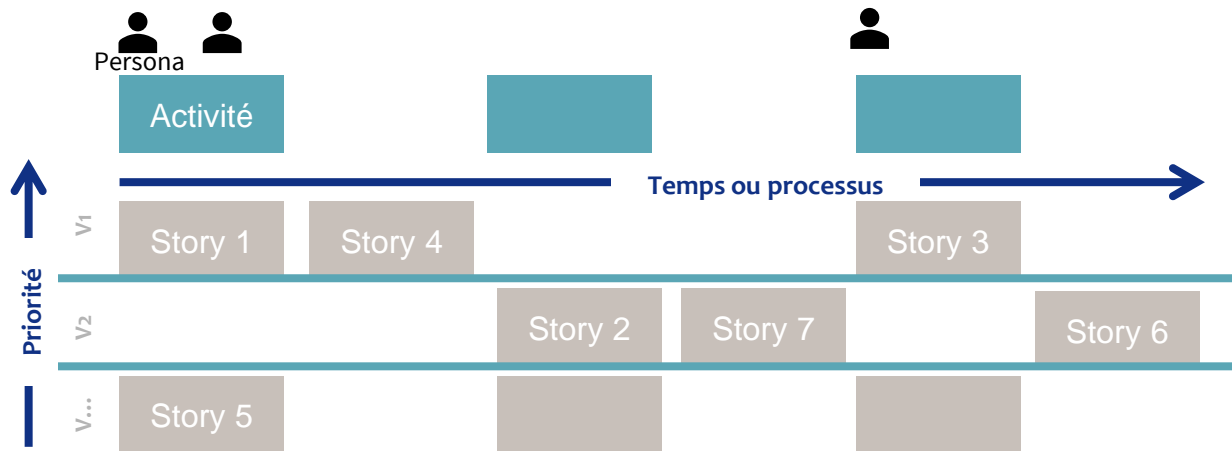 Persona
Activité
Temps ou processus
Priorité
V1
Story 1
Story 4
Story 3
V2
Story 2
Story 7
Story 6
V...
Story 5